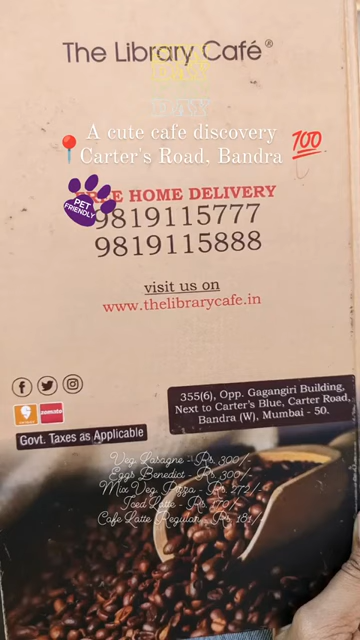 The Library Café®
A cute cafe discovery
📍Carter's Road, Bandra 💯
HOME DELIVERY
PET
FRIENDLY
9819115777
9819115888
visit us on
www.thelibrarycafe.in
zomato
355(6), Opp. Gagangiri Building,
Next to Carter's Blue, Carter Road,
Bandra (W), Mumbai - 50.
Govt. Taxes as Applicable
Veg. Lasagne - Rs. 300/-
Eggs Benedict - Rs. 300/-
Mix Veg. Pizza - Rs. 272/-
Iced Latte - Rs.
Cafe Latte Regular - Rs. 181/-